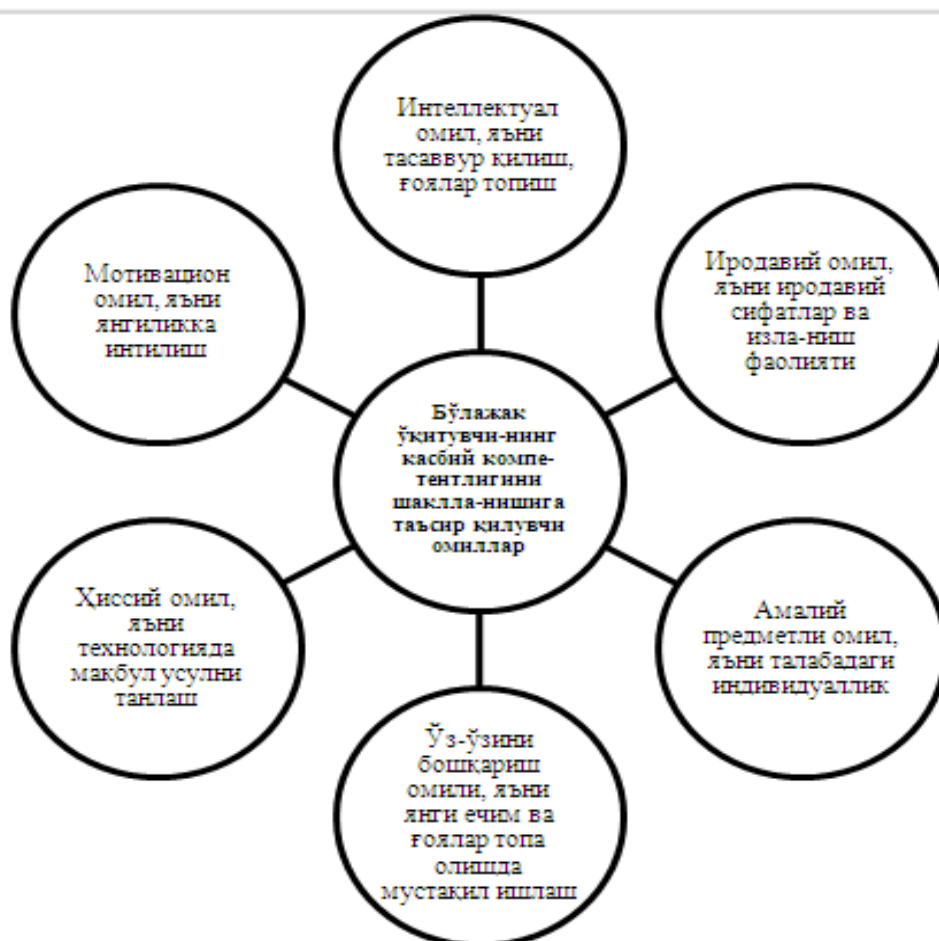 Интеллектуал
омил, яъни
тасаввур қилиш,
ғоялар топиш
Мотивацион
омил, яъни
янгиликка
интилиш
Иродавий омил,
яъни иродавий
сифатлар ва
изла-ниш
фаолияти
Бўлажак
ўқитувчи-нинг
касбий компе-
тентлигини
шаклла-нишига
таъсир қилувчи
омиллар
Ҳиссий омил,
яъни
технологияда
мақбул усулни
танлаш
Амалий
предметли омил,
яъни талабадаги
индивидуаллик
Ўз-ўзини
бошқариш
омили, яъни
янги ечим ва
ғоялар топа
олишда
мустақил ишлаш